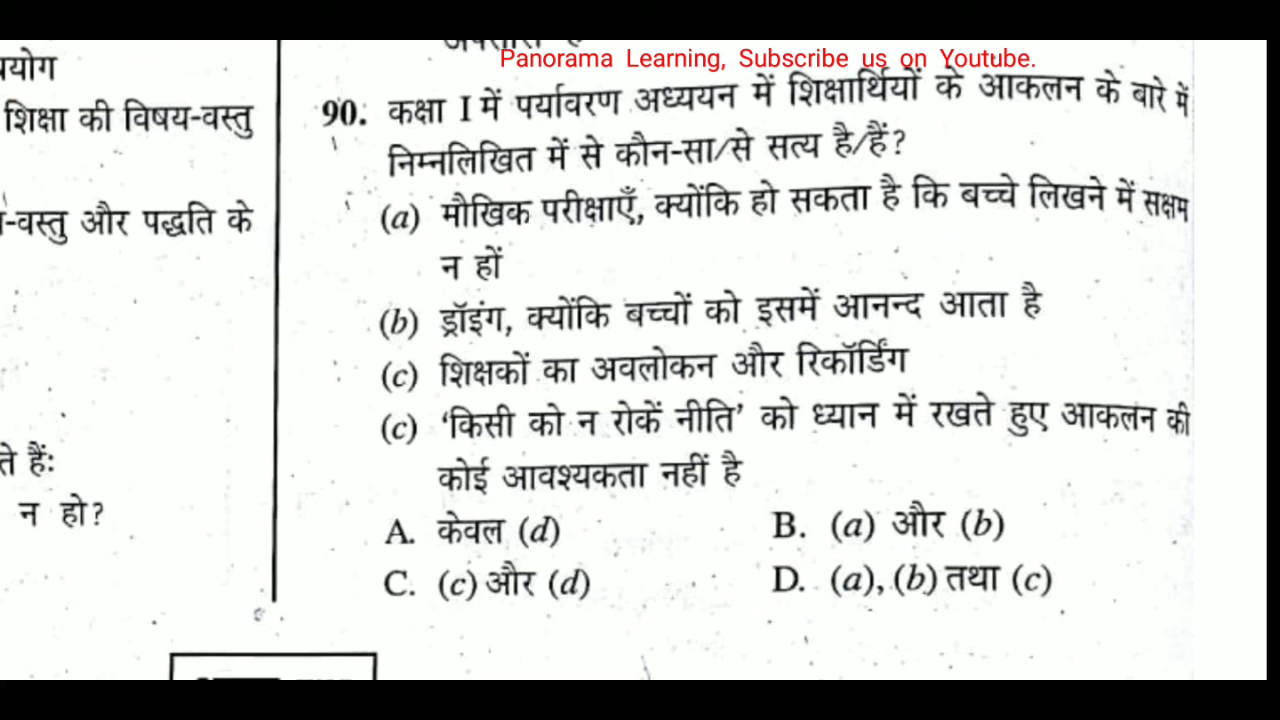 Panorama Learning, Subscribe us on Youtube.
शिक्षा की विषय-वस्तु
-वस्तु और पद्धति के
ते हैंः
न हो?
90. कक्षा I में पर्यावरण अध्ययन में शिक्षार्थियों के आकलन के बारे में
निम्नलिखित में से कौन-सा/से सत्य है/हैं?
(a) मौखिक परीक्षाएँ, क्योंकि हो सकता है कि बच्चे लिखने में सक्षम
न हों
(b) ड्रॉइंग, क्योंकि बच्चों को इसमें आनन्द आता है
(c) शिक्षकों का अवलोकन और रिकॉर्डिंग
(c) ‘किसी को न रोकें नीति’ को ध्यान में रखते हुए आकलन की
कोई आवश्यकता नहीं है
A. केवल (d) B. (a) और (b)
C. (c) और (d) D. (a), (b) तथा (c)